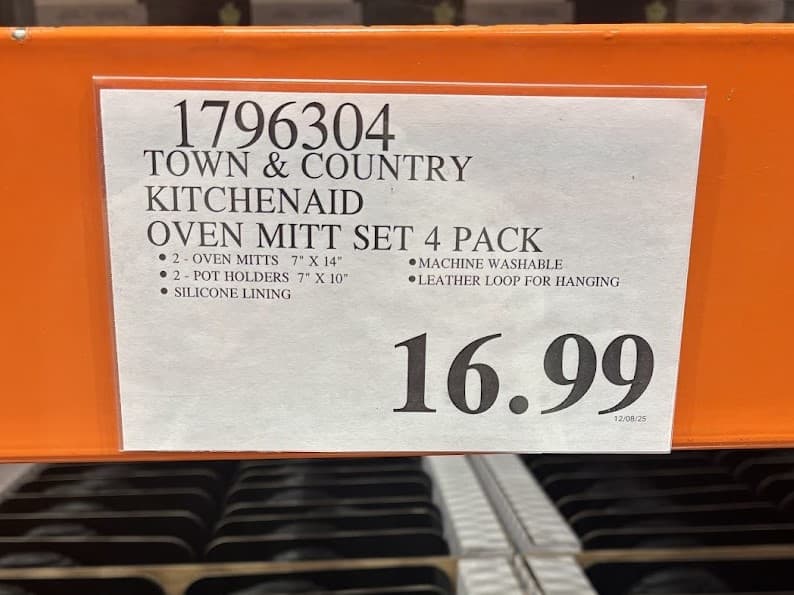 1796304
TOWN & COUNTRY
KITCHENAID
OVEN MITT SET 4 PACK
• 2 - OVEN MITTS 7" X 14"
• 2 - POT HOLDERS 7" X 10"
• SILICONE LINING
• MACHINE WASHABLE
• LEATHER LOOP FOR HANGING
16.99
12/08/25